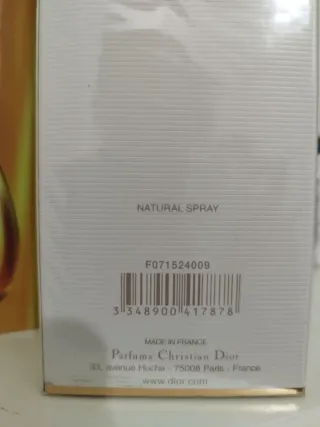 NATURAL SPRAY
F071524009
3 348900 417878
MADE IN FRANCE
Parfums Christian Dior
33, avenue Hoche - 75008 Paris - France
www.dior.com